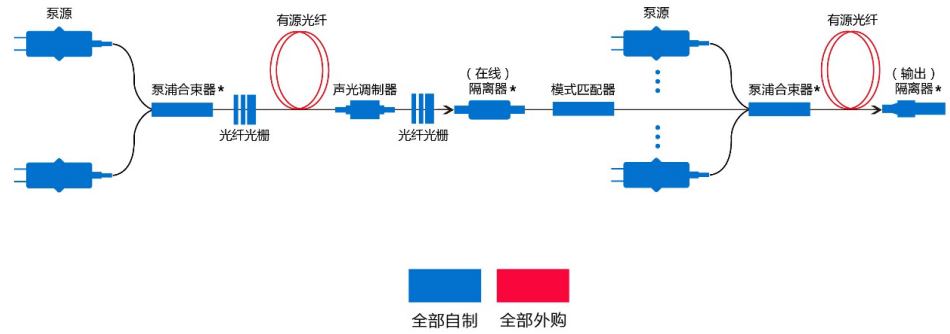 泵源
有源光纤
泵源
有源光纤
泵浦合束器*
光纤光栅
声光调制器
光纤光栅
（在线）
隔离器*
模式匹配器
泵浦合束器*
（输出）
隔离器*
全部自制
全部外购